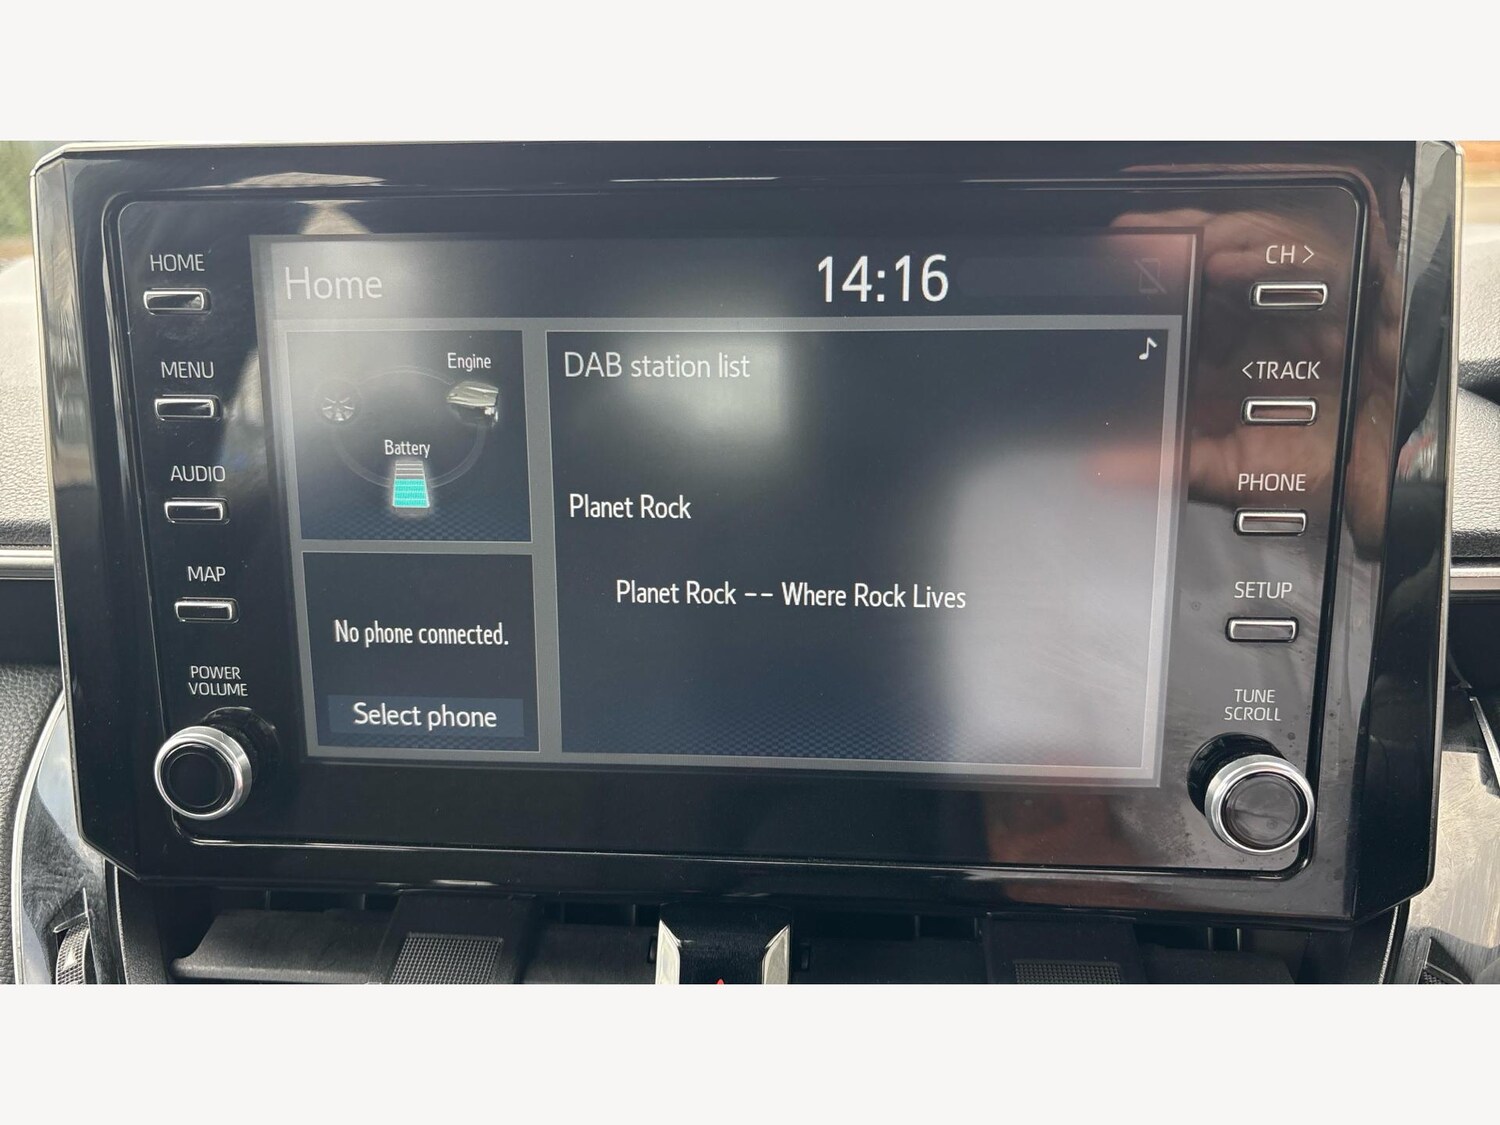 HOME
MENU
AUDIO
MAP
POWER
VOLUME
Home
14:16
Engine
Battery
No phone connected.
Select phone
DAB station list
Planet Rock
Planet Rock -- Where Rock Lives
CH >
< TRACK
PHONE
SETUP
TUNE
SCROLL